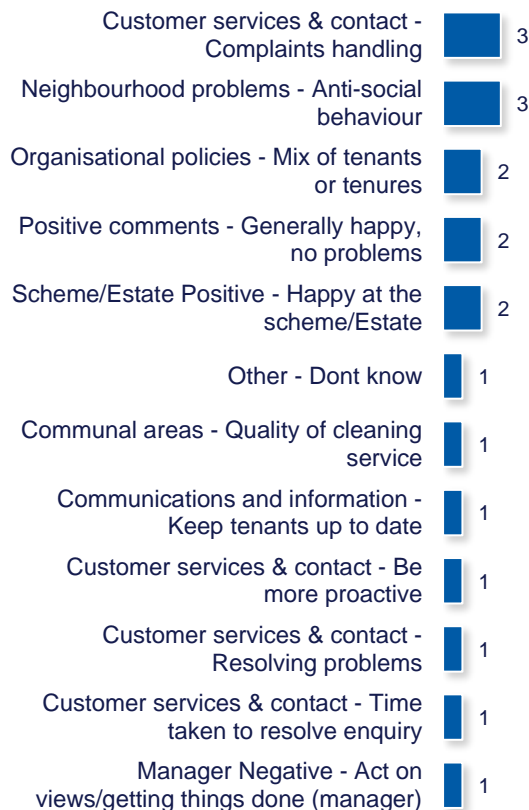 Customer services & contact -
Complaints handling
3
Neighbourhood problems - Anti-social
behaviour
3
Organisational policies - Mix of tenants
or tenures
2
Positive comments - Generally happy,
no problems
2
Scheme/Estate Positive - Happy at the
scheme/Estate
2
Other - Dont know
1
Communal areas - Quality of cleaning
service
1
Communications and information -
Keep tenants up to date
1
Customer services & contact - Be
more proactive
1
Customer services & contact -
Resolving problems
1
Customer services & contact - Time
taken to resolve enquiry
1
Manager Negative - Act on
views/getting things done (manager)
1